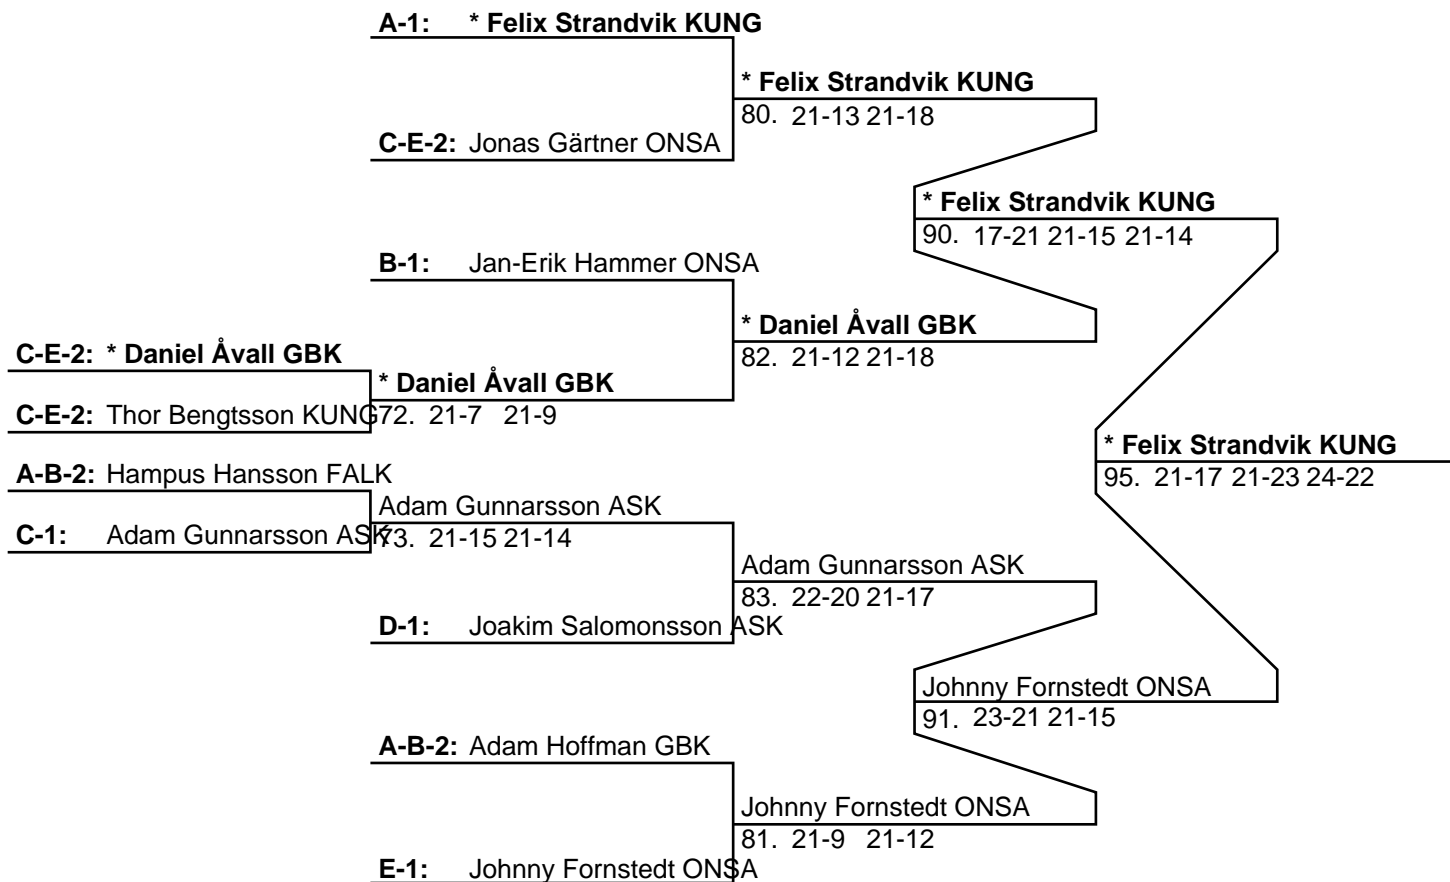 A-1: * Felix Strandvik KUNG
* Felix Strandvik KUNG
80. 21-13 21-18
C-E-2: Jonas Gärtner ONSA
* Felix Strandvik KUNG
90. 17-21 21-15 21-14
B-1: Jan-Erik Hammer ONSA
* Daniel Åvall GBK
82. 21-12 21-18
C-E-2: * Daniel Åvall GBK
* Daniel Åvall GBK
C-E-2: Thor Bengtsson KUNG
72. 21-7 21-9
* Felix Strandvik KUNG
95. 21-17 21-23 24-22
A-B-2: Hampus Hansson FALK
Adam Gunnarsson ASK
C-1: Adam Gunnarsson ASK
73. 21-15 21-14
Adam Gunnarsson ASK
83. 22-20 21-17
D-1: Joakim Salomonsson ASK
Johnny Fornstedt ONSA
91. 23-21 21-15
A-B-2: Adam Hoffman GBK
Johnny Fornstedt ONSA
81. 21-9 21-12
E-1: Johnny Fornstedt ONSA